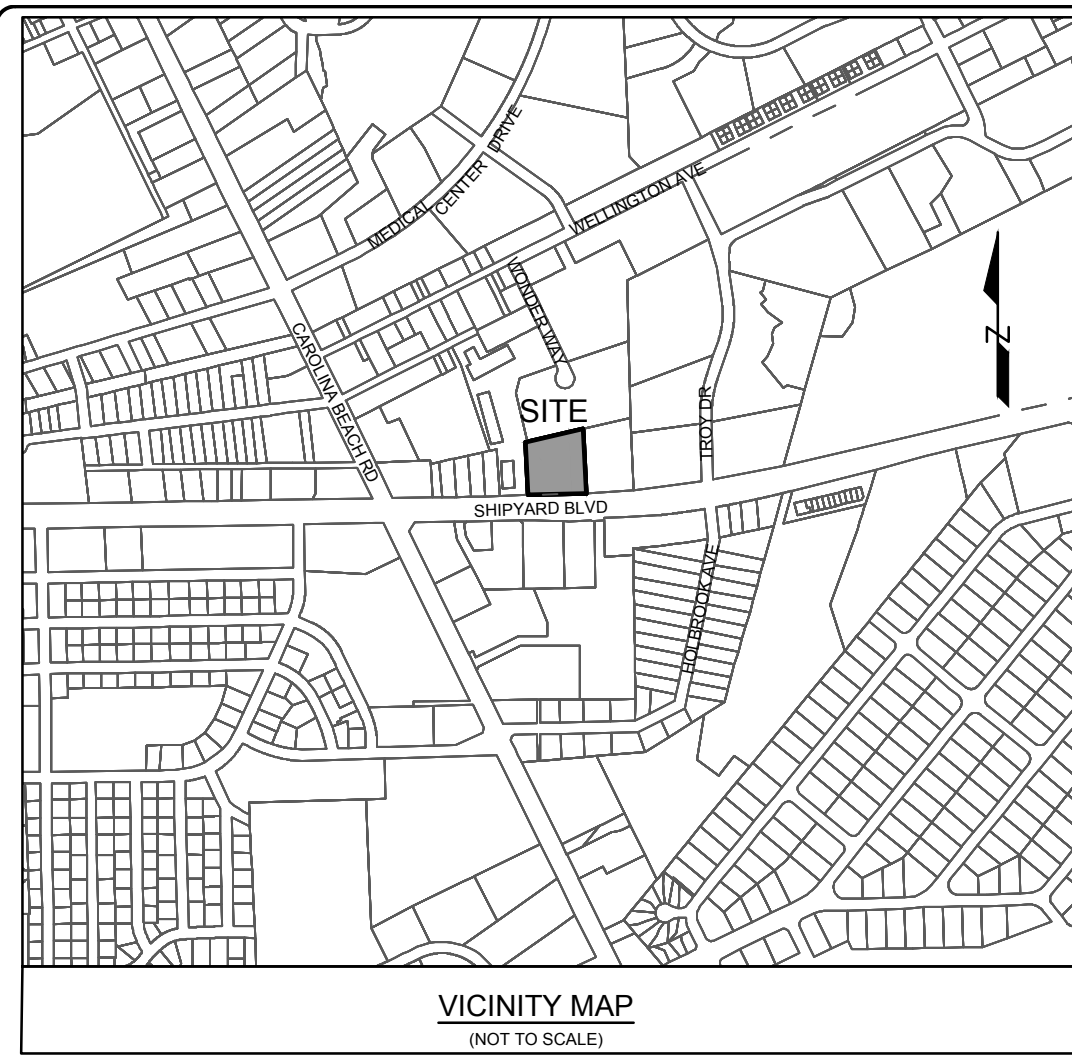 MEDICAL CENTER DRIVE
WELLINGTON AVE
WONDER WAY
CAROLINA BEACH RD
TROY DR
SITE
SHIPYARD BLVD
HOLBROOK AVE
N
VICINITY MAP
(NOT TO SCALE)